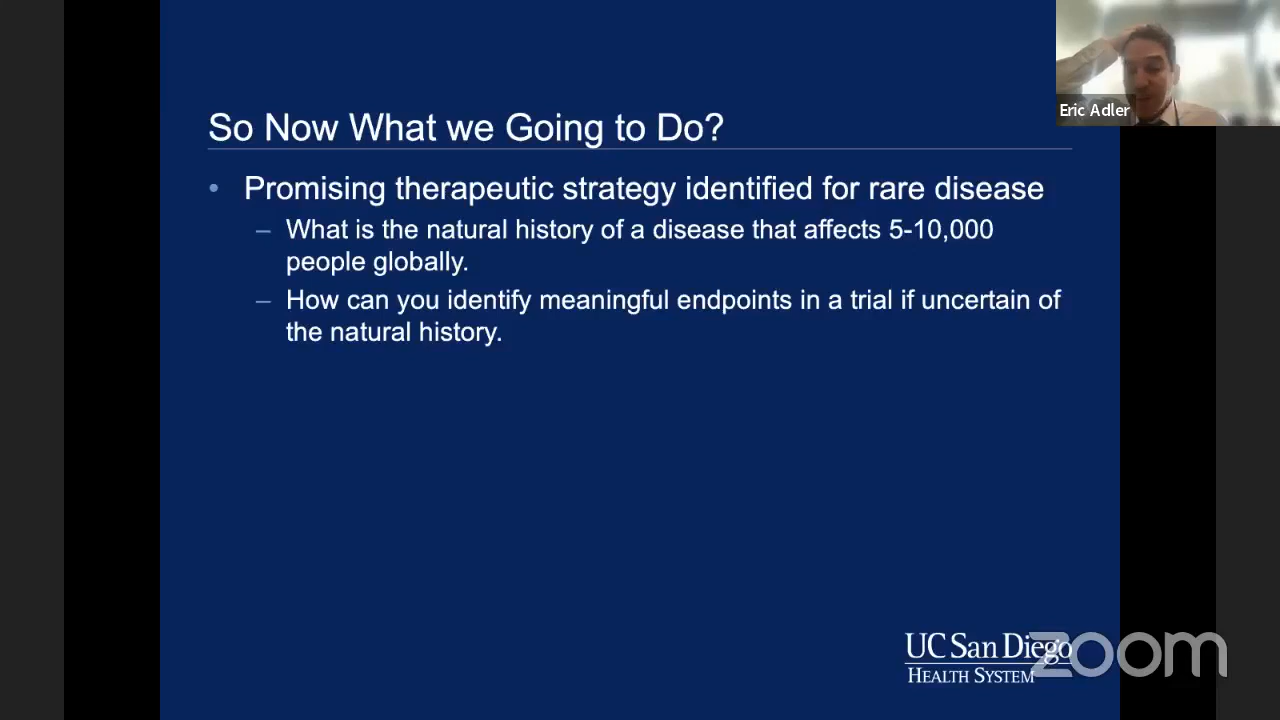 Eric Adler
So Now What we Going to Do?
• Promising therapeutic strategy identified for rare disease
– What is the natural history of a disease that affects 5-10,000
people globally.
– How can you identify meaningful endpoints in a trial if uncertain of
the natural history.
UC San Diego
HEALTH SYSTEM
zoom